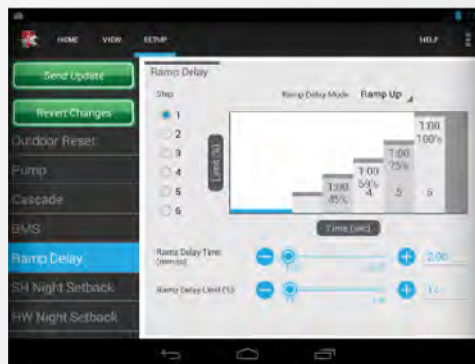 HOME VIEW SETUP HELP
Send Update
Revert Changes
Outdoor Reset
Pump
Cascade
BMS
Ramp Delay
SH Night Setback
HW Night Setback
Ramp Delay
Step
Ramp Delay Mode Ramp Up
1
2
3
4
5
6
Limit (%)
1:00
100%
1:00
75%
1:00
59%
1:00
45%
4 5 6
Time (sec)
Ramp Delay Time
(mm:ss)
2:00
Ramp Delay Limit (%)